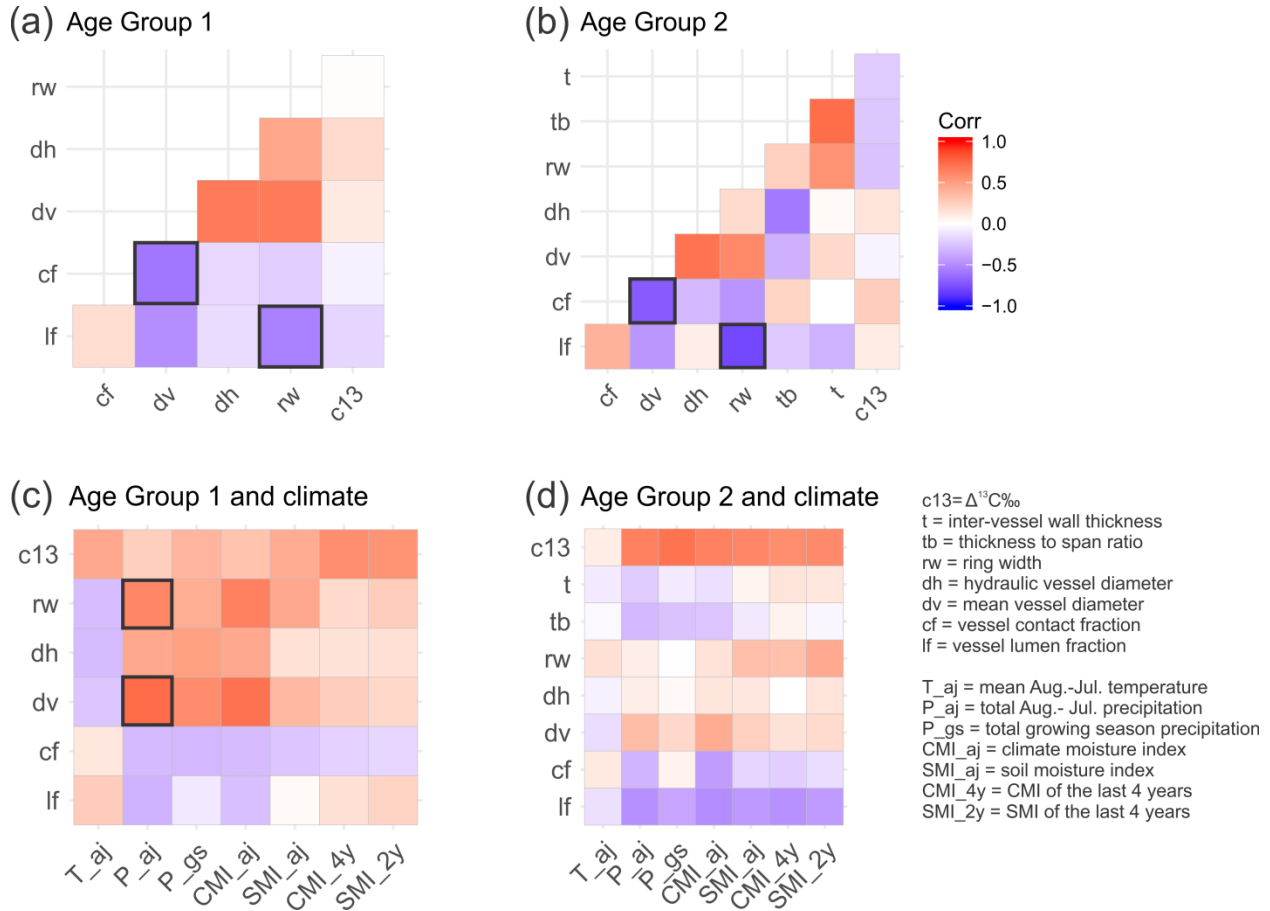 (a) Age Group 1
rw
dh
dv
cf
lf
cf dv dh rw c13
(b) Age Group 2
t
tb
rw
dh
dv
cf
lf
cf dv dh rw tb t c13
Corr
1.0
0.5
0.0
−0.5
−1.0
(c) Age Group 1 and climate
c13
rw
dh
dv
cf
lf
T_aj P_aj P_gs CMI_aj SMI_aj CMI_4y SMI_2y
(d) Age Group 2 and climate
c13
t
tb
rw
dh
dv
cf
lf
T_aj P_aj P_gs CMI_aj SMI_aj CMI_4y SMI_2y
c13= Δ¹³C‰
t = inter-vessel wall thickness
tb = thickness to span ratio
rw = ring width
dh = hydraulic vessel diameter
dv = mean vessel diameter
cf = vessel contact fraction
lf = vessel lumen fraction
T_aj = mean Aug.-Jul. temperature
P_aj = total Aug.- Jul. precipitation
P_gs = total growing season precipitation
CMI_aj = climate moisture index
SMI_aj = soil moisture index
CMI_4y = CMI of the last 4 years
SMI_2y = SMI of the last 4 years